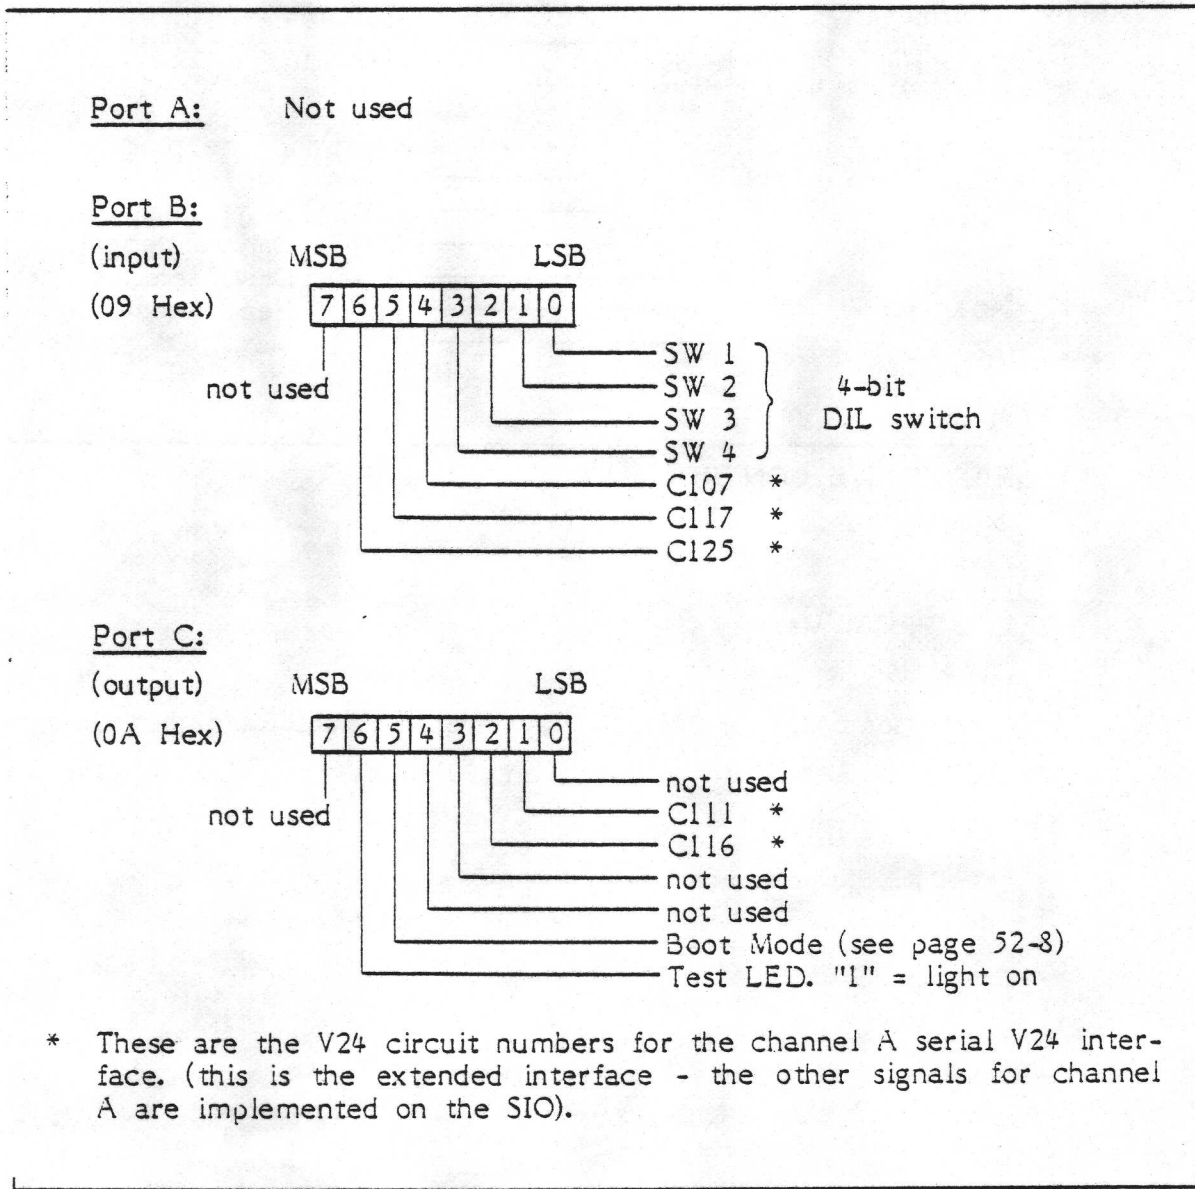 Port A: Not used
Port B:
(input) MSB LSB
(09 Hex) 7 6 5 4 3 2 1 0
SW 1
not used SW 2 4-bit
SW 3 DIL switch
SW 4
C107 *
C117 *
C125 *
Port C:
(output) MSB LSB
(0A Hex) 7 6 5 4 3 2 1 0
not used
not used C111 *
C116 *
not used
not used
Boot Mode (see page 52-8)
Test LED. "1" = light on
* These are the V24 circuit numbers for the channel A serial V24 inter-
face. (this is the extended interface - the other signals for channel
A are implemented on the SIO).